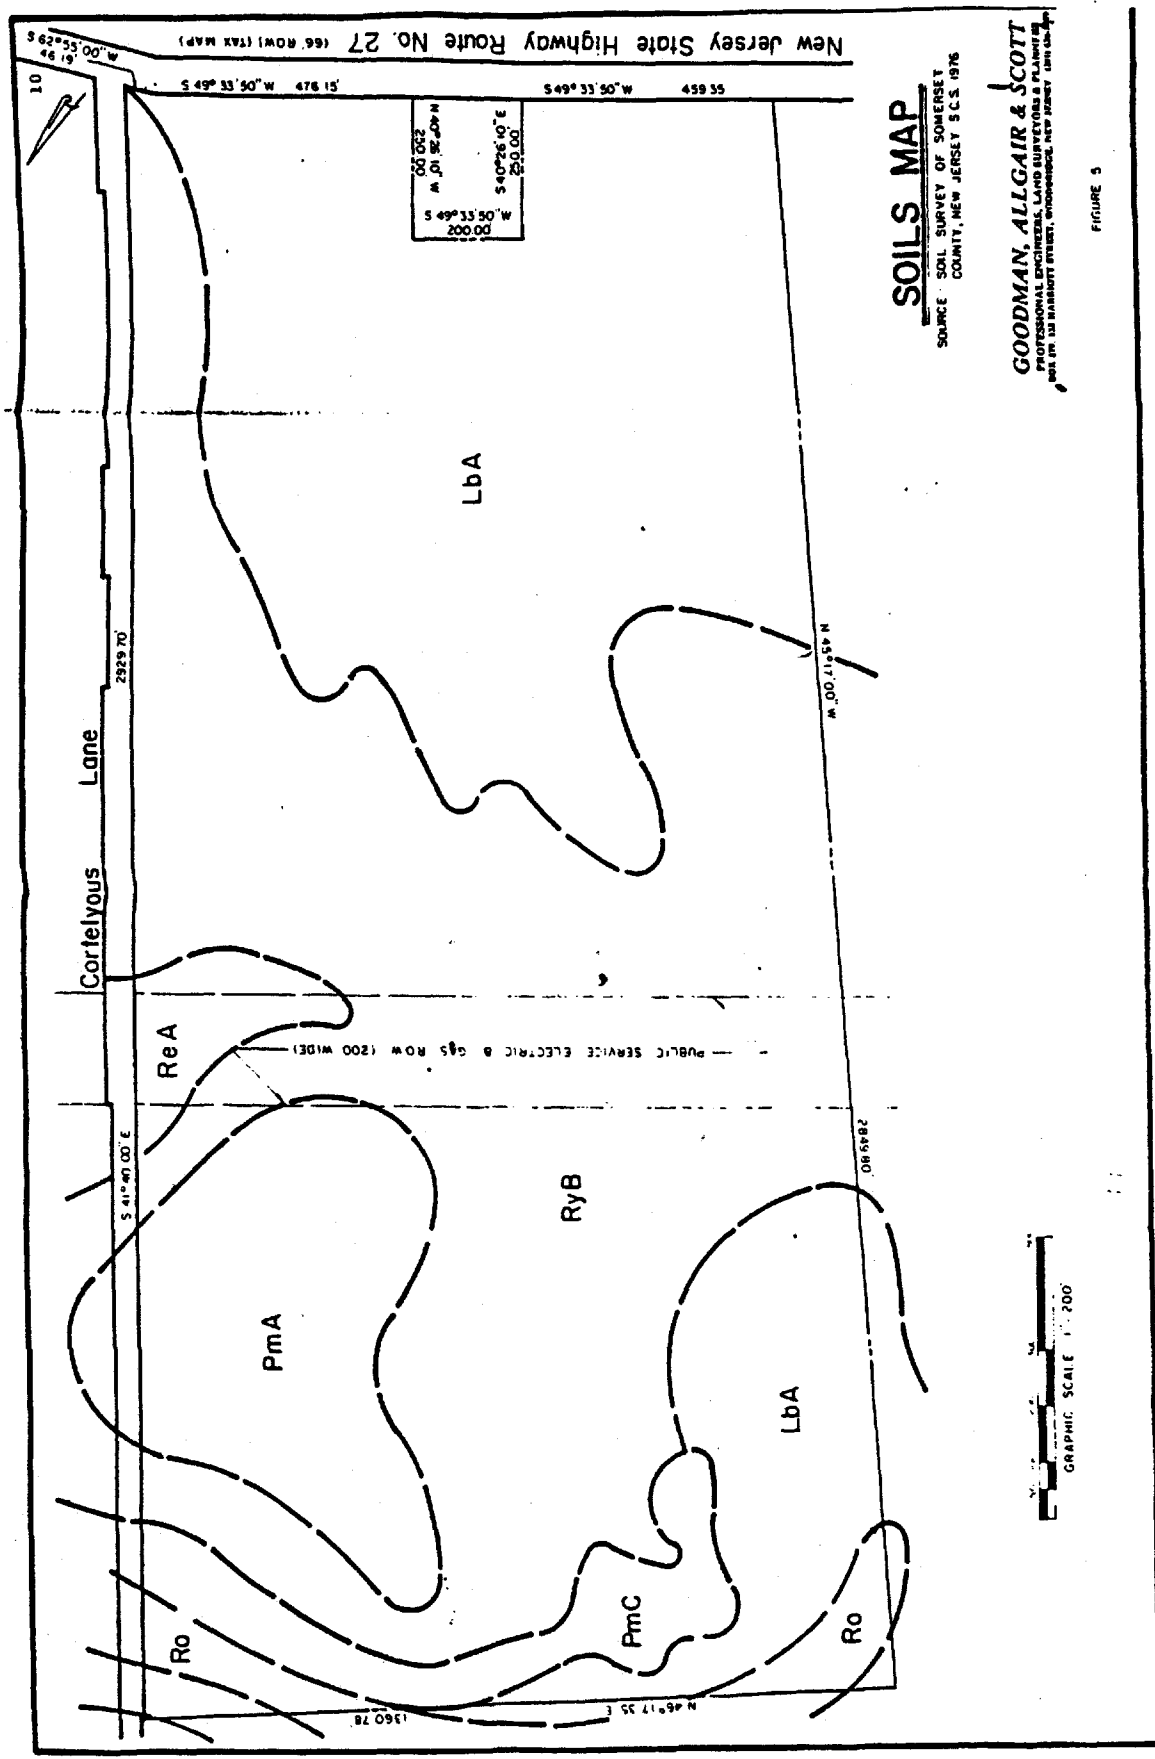 New Jersey State Highway Route No. 27 (66' ROW) (TAX MAP)
S 62° 55' 00" W
46.19'
10
S 49° 33' 50" W 476.15'
S 49° 33' 50" W 459.35
N 40° 26' 10" W
250.00'
S 40° 26' 10" E
250.00'
S 49° 33' 50" W
200.00'
SOILS MAP
SOURCE : SOIL SURVEY OF SOMERSET
COUNTY, NEW JERSEY S.C.S. 1976
GOODMAN, ALLGAIR & SCOTT
PROFESSIONAL ENGINEERS, LAND SURVEYORS & PLANNERS
FIGURE 5
LbA
2929.70'
N 45° 17' 00" W
Cortelyous Lane
ReA
PUBLIC SERVICE ELECTRIC & GAS ROW (200' WIDE)
S 41° 40' 00" E
2849.80'
RyB
PmA
LbA
GRAPHIC SCALE 1" = 200'
PmC
Ro
Ro
1360.78'
N 46° 17' 35" E